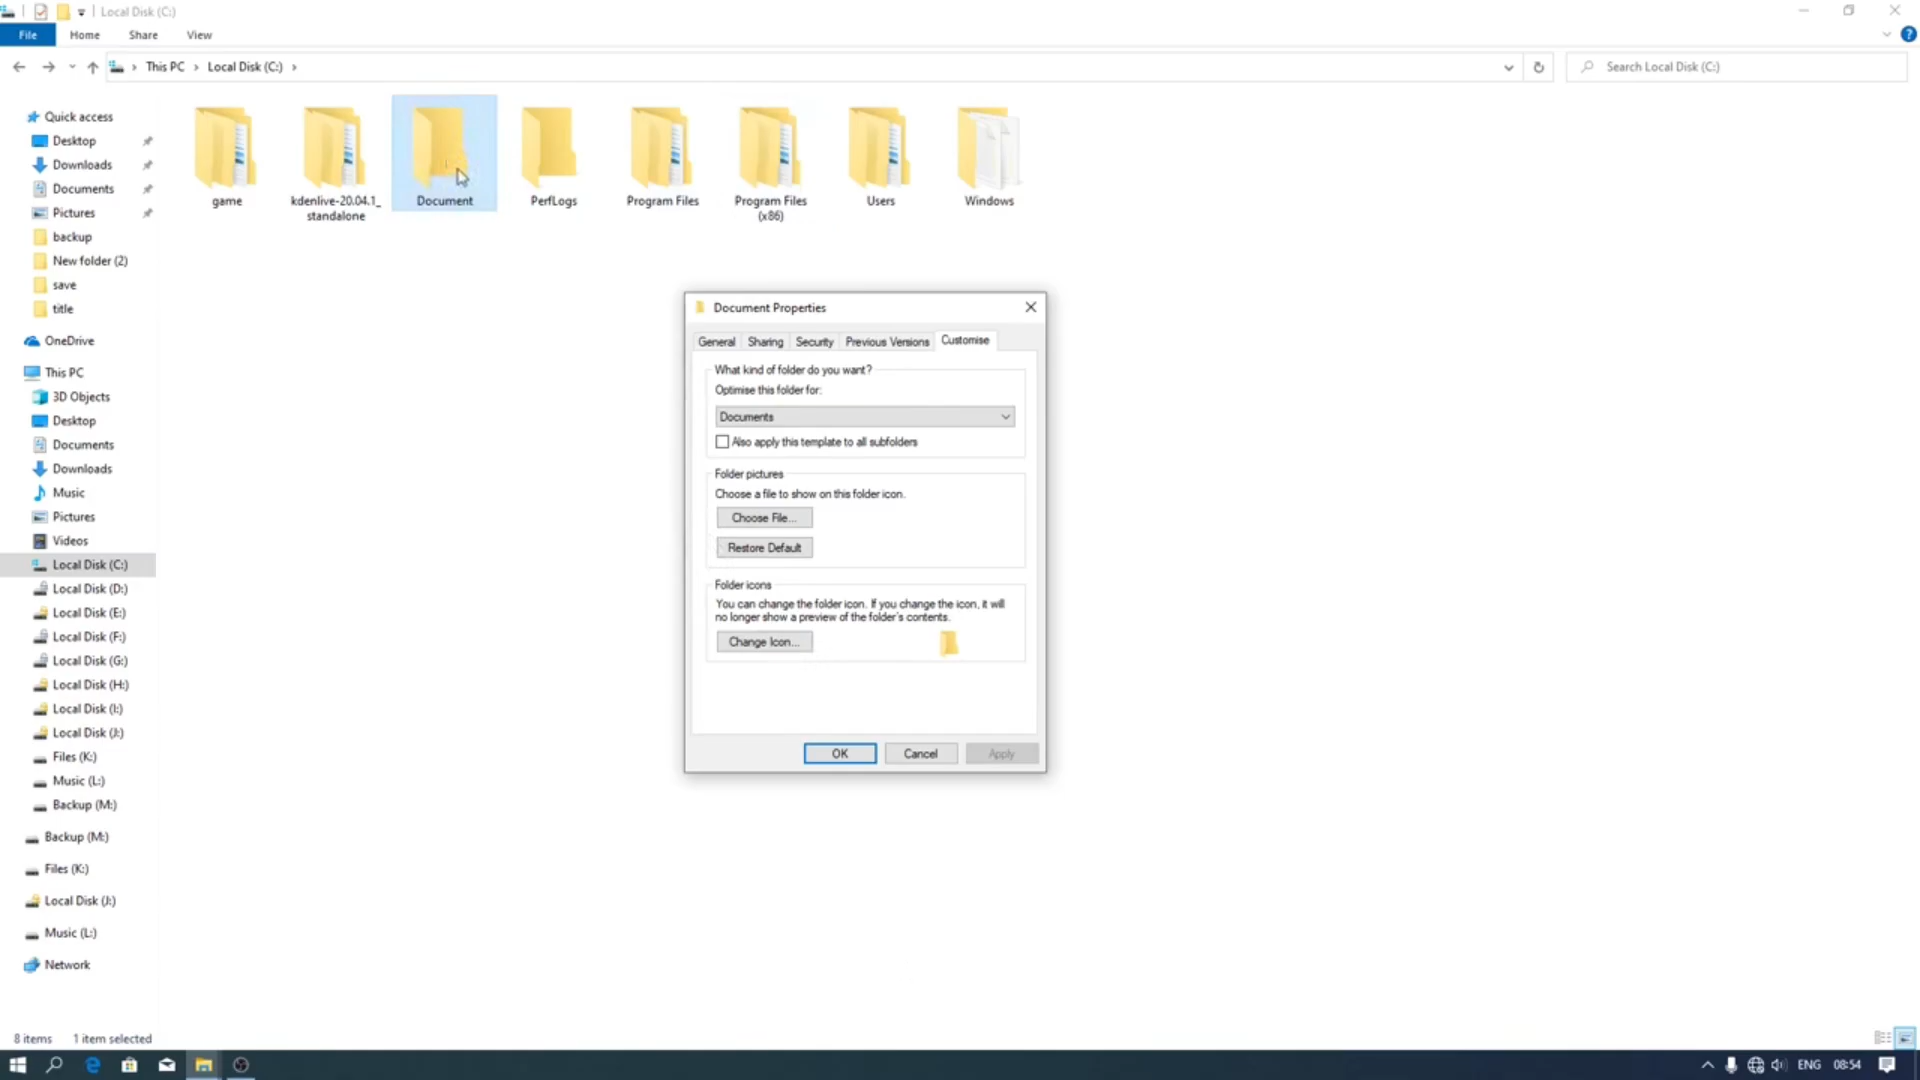 Local Disk (C:)
File Home Share View
This PC Local Disk (C:)
Search Local Disk (C:)
Quick access
Desktop
Downloads
Documents
Pictures
backup
New folder (2)
save
title
OneDrive
This PC
3D Objects
Desktop
Documents
Downloads
Music
Pictures
Videos
Local Disk (C:)
Local Disk (D:)
Local Disk (E:)
Local Disk (F:)
Local Disk (G:)
Local Disk (H:)
Local Disk (I:)
Local Disk (J:)
Files (K:)
Music (L:)
Backup (M:)
Backup (M:)
Files (K:)
Local Disk (J:)
Music (L:)
Network
game
kdenlive-20.04.1_
standalone
Document
PerfLogs
Program Files
Program Files
(x86)
Users
Windows
Document Properties
General Sharing Security Previous Versions Customise
What kind of folder do you want?
Optimise this folder for:
Documents
Also apply this template to all subfolders
Folder pictures
Choose a file to show on this folder icon.
Choose File...
Restore Default
Folder icons
You can change the folder icon. If you change the icon, it will
no longer show a preview of the folder's contents.
Change Icon...
OK Cancel Apply
8 items 1 item selected
ENG 08:54